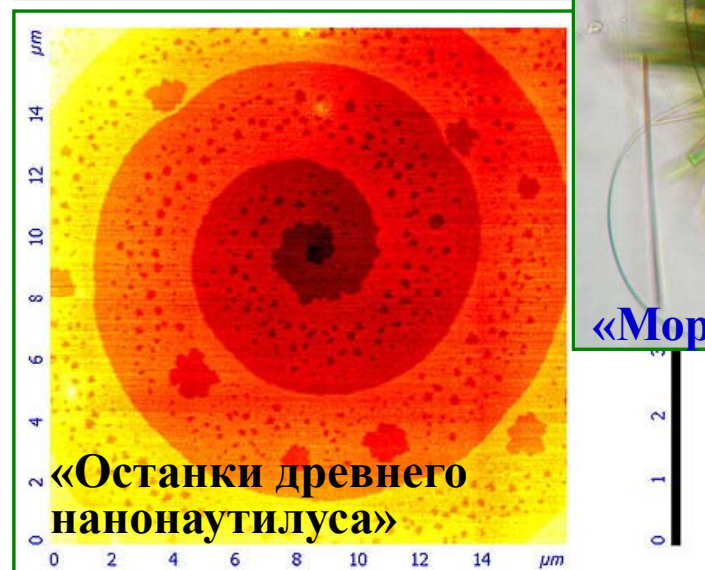 µm
14
12
10
8
6
4
2
0
«Останки древнего
нанонаутилуса»
0 2 4 6 8 10 12 14 µm
«Мор
2
1
0